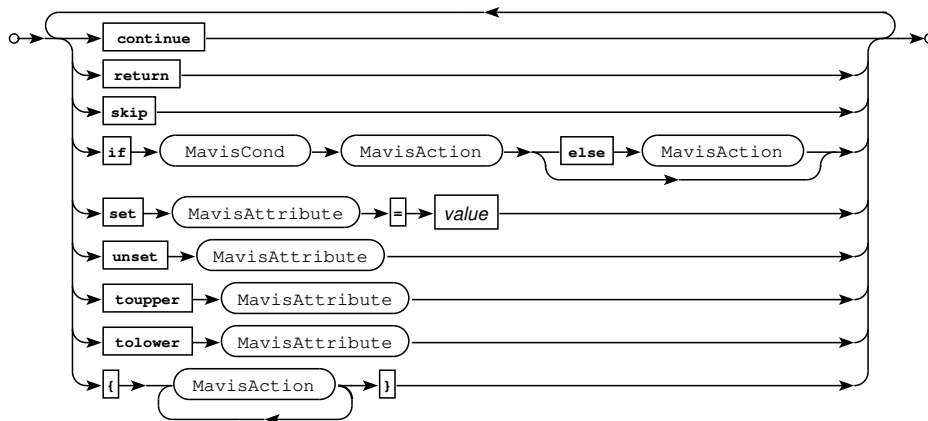 continue
return
skip
if MavisCond MavisAction else MavisAction
set MavisAttribute = value
unset MavisAttribute
toupper MavisAttribute
tolower MavisAttribute
{ MavisAction }